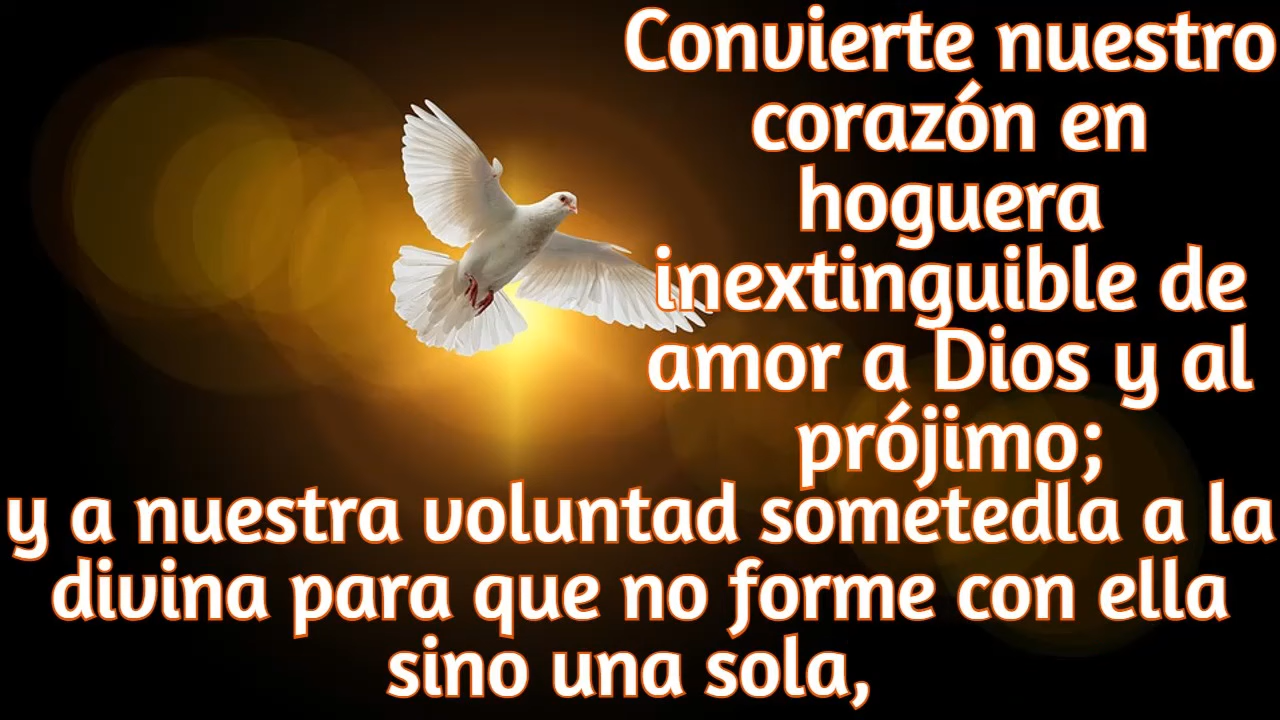 Convierte nuestro
corazón en
hoguera
inextinguible de
amor a Dios y al
prójimo;
y a nuestra voluntad sometedla a la
divina para que no forme con ella
sino una sola,